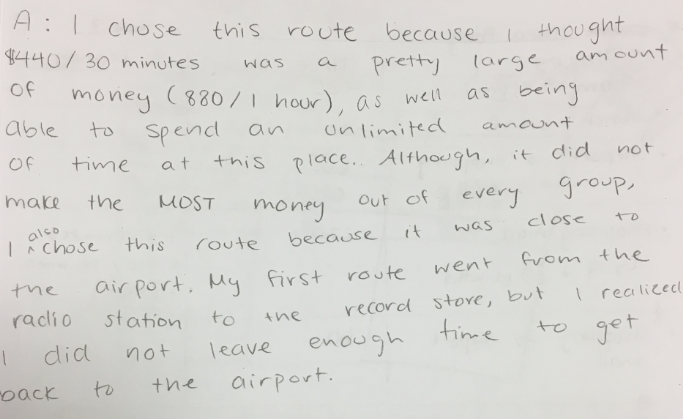 A: I chose this route because I thought
$440/30 minutes was a pretty large amount
of money (880/1 hour), as well as being
able to spend an unlimited amount
of time at this place. Although, it did not
make the MOST money out of every group,
I also chose this route because it was close to
the airport. My first route went from the
radio station to the record store, but I realized
I did not leave enough time to get
back to the airport.